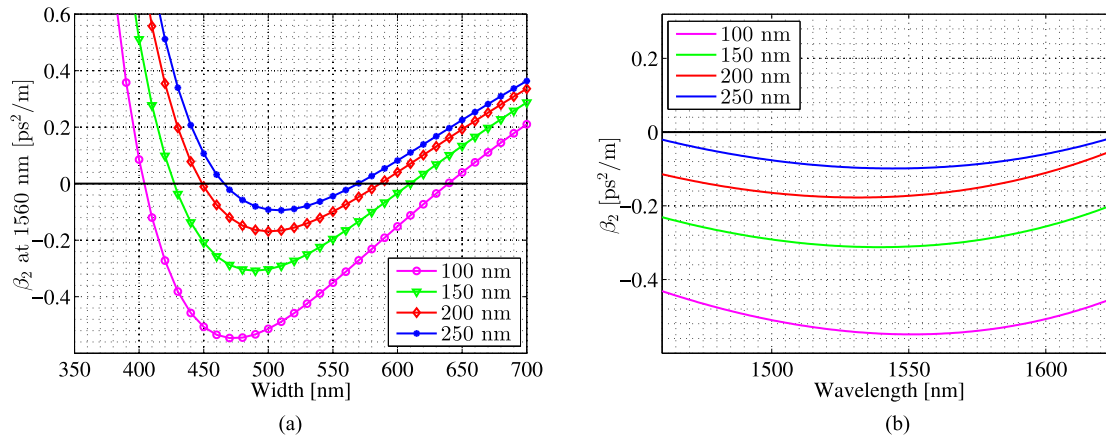 0.6
0.4
0.2
0
−0.2
−0.4
β₂ at 1560 nm [ps²/m]
350 400 450 500 550 600 650 700
Width [nm]
100 nm
150 nm
200 nm
250 nm
(a)
100 nm
150 nm
200 nm
250 nm
0.2
0
−0.2
−0.4
β₂ [ps²/m]
1500 1550 1600
Wavelength [nm]
(b)